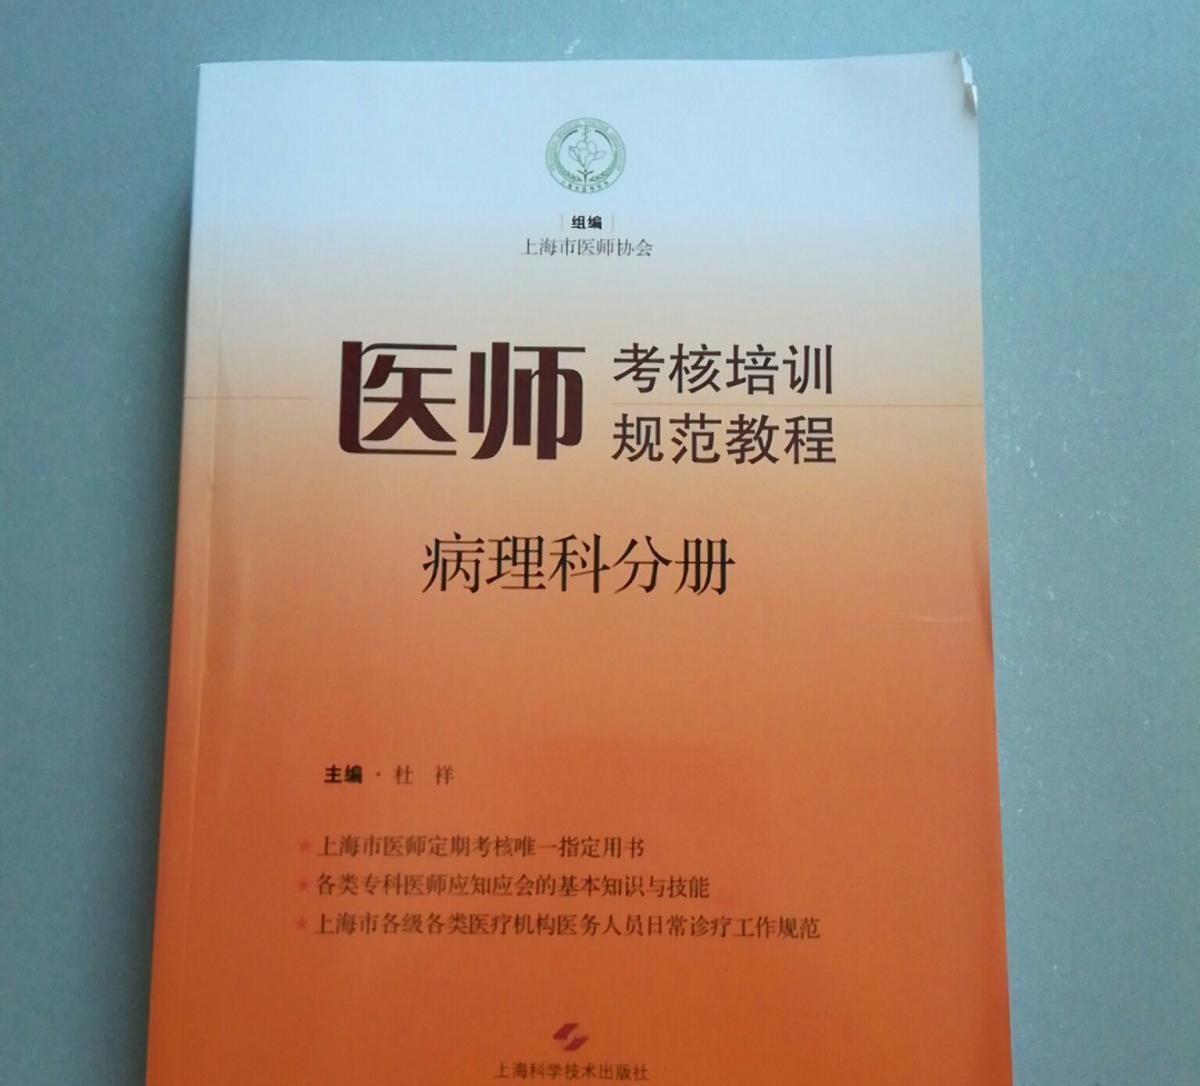 组编
上海市医师协会
医师 考核培训
规范教程
病理科分册
主编·杜 祥
★上海市医师定期考核唯一指定用书
★各类专科医师应知应会的基本知识与技能
★上海市各级各类医疗机构医务人员日常诊疗工作规范
上海科学技术出版社